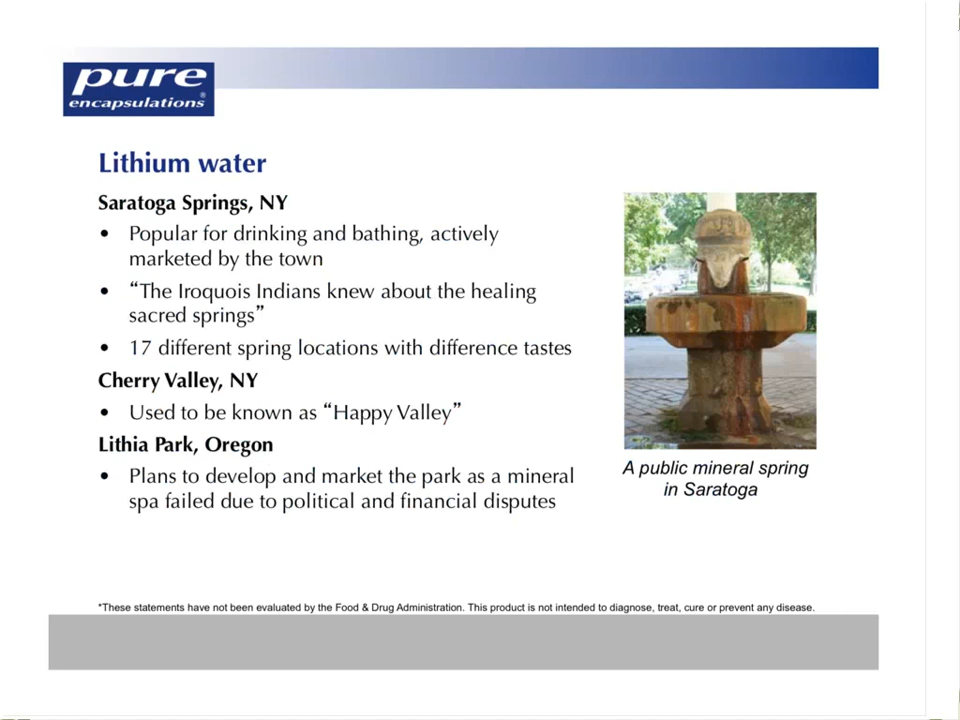 pure
encapsulations®
Lithium water
Saratoga Springs, NY
• Popular for drinking and bathing, actively
marketed by the town
• “The Iroquois Indians knew about the healing
sacred springs”
• 17 different spring locations with difference tastes
Cherry Valley, NY
• Used to be known as “Happy Valley”
Lithia Park, Oregon
• Plans to develop and market the park as a mineral
spa failed due to political and financial disputes
A public mineral spring
in Saratoga
*These statements have not been evaluated by the Food & Drug Administration. This product is not intended to diagnose, treat, cure or prevent any disease.